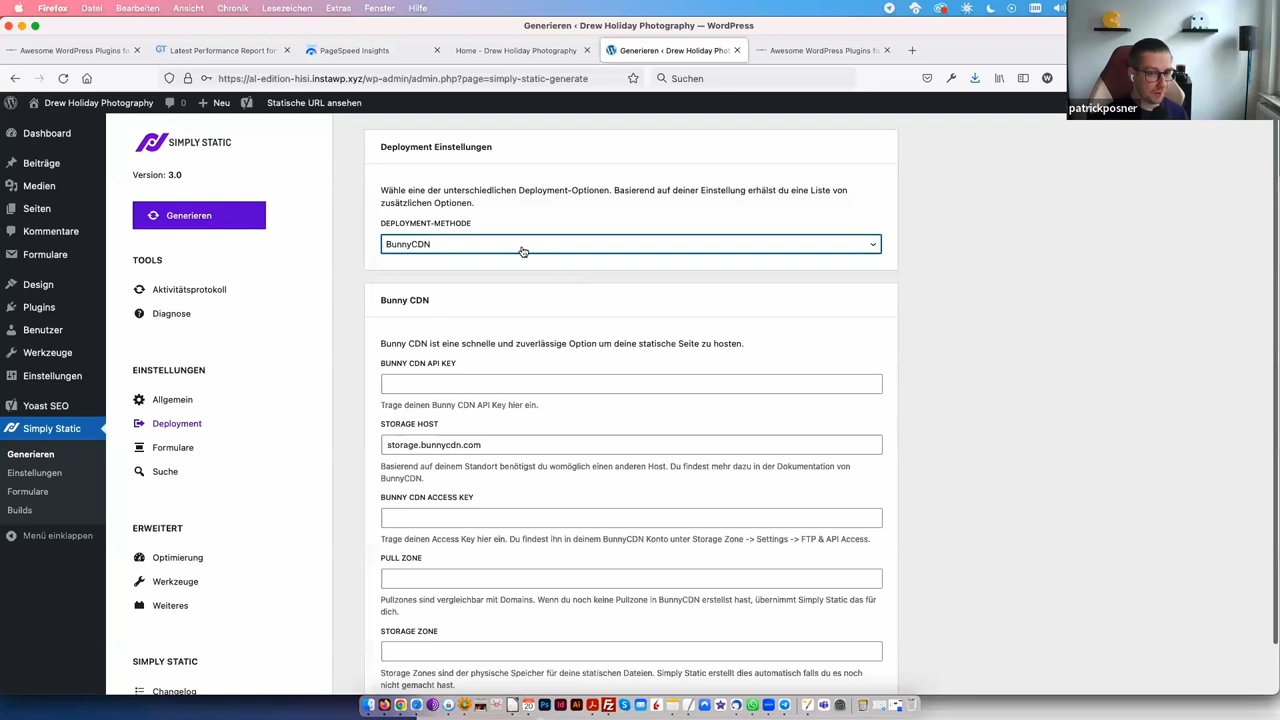 Firefox Datei Bearbeiten Ansicht Chronik Lesezeichen Extras Fenster Hilfe
Generieren ‹ Drew Holiday Photography — WordPress
Awesome WordPress Plugins fo
Latest Performance Report for:
PageSpeed Insights
Home - Drew Holiday Photography
Generieren ‹ Drew Holiday Phot
Awesome WordPress Plugins fo
https://al-edition-hisi.instawp.xyz/wp-admin/admin.php?page=simply-static-generate
Suchen
patrickposner
Drew Holiday Photography 0 Neu Statische URL ansehen
Dashboard
Beiträge
Medien
Seiten
Kommentare
Formulare
Design
Plugins
Benutzer
Werkzeuge
Einstellungen
Yoast SEO
Simply Static
Generieren
Einstellungen
Formulare
Builds
Menü einklappen
SIMPLY STATIC
Version: 3.0
Generieren
TOOLS
Aktivitätsprotokoll
Diagnose
EINSTELLUNGEN
Allgemein
Deployment
Formulare
Suche
ERWEITERT
Optimierung
Werkzeuge
Weiteres
SIMPLY STATIC
Changelog
Deployment Einstellungen
Wähle eine der unterschiedlichen Deployment-Optionen. Basierend auf deiner Einstellung erhälst du eine Liste von
zusätzlichen Optionen.
DEPLOYMENT-METHODE
BunnyCDN
Bunny CDN
Bunny CDN ist eine schnelle und zuverlässige Option um deine statische Seite zu hosten.
BUNNY CDN API KEY
Trage deinen Bunny CDN API Key hier ein.
STORAGE HOST
storage.bunnycdn.com
Basierend auf deinem Standort benötigst du womöglich einen anderen Host. Du findest mehr dazu in der Dokumentation von
BunnyCDN.
BUNNY CDN ACCESS KEY
Trage deinen Access Key hier ein. Du findest ihn in deinem BunnyCDN Konto unter Storage Zone -> Settings -> FTP & API Access.
PULL ZONE
Pullzones sind vergleichbar mit Domains. Wenn du noch keine Pullzone in BunnyCDN erstellst hast, übernimmt Simply Static das für
dich.
STORAGE ZONE
Storage Zones sind der physische Speicher für deine statischen Dateien. Simply Static erstellt dies automatisch falls du es noch
nicht gemacht hast.